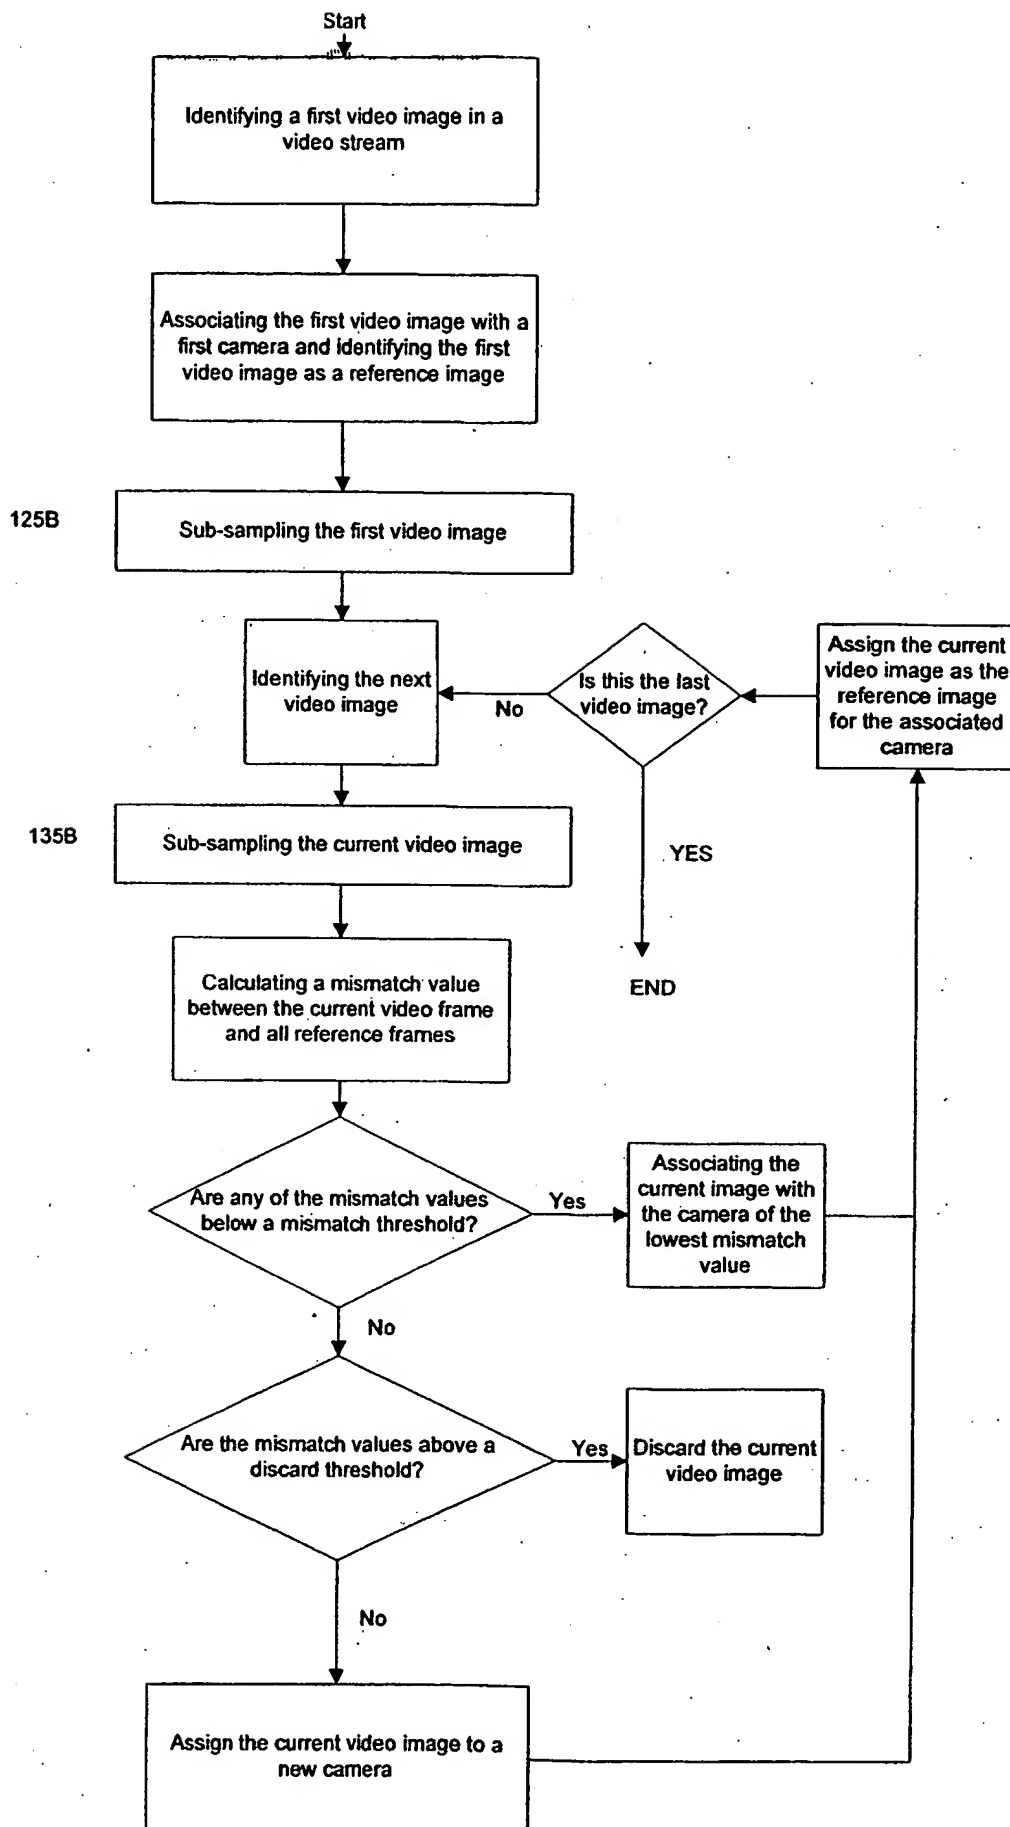 Start
Identifying a first video image in a
video stream
Associating the first video image with a
first camera and identifying the first
video image as a reference image
125B
Sub-sampling the first video image
Identifying the next
video image
No
Is this the last
video image?
Assign the current
video image as the
reference image
for the associated
camera
YES
END
135B
Sub-sampling the current video image
Calculating a mismatch value
between the current video frame
and all reference frames
Are any of the mismatch values
below a mismatch threshold?
Yes
Associating the
current image with
the camera of the
lowest mismatch
value
No
Are the mismatch values above a
discard threshold?
Yes
Discard the current
video image
No
Assign the current video image to a
new camera